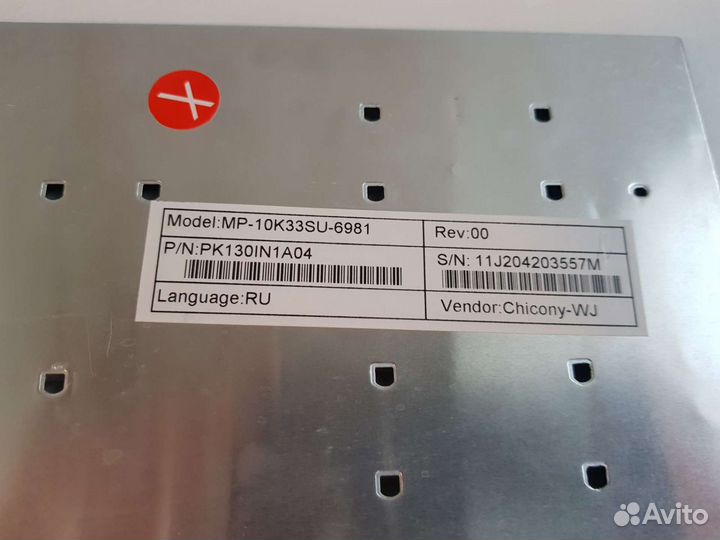 X
Model:MP-10K33SU-6981
Rev:00
P/N:PK130IN1A04
S/N: 11J204203557M
Language:RU
Vendor:Chicony-WJ
Avito